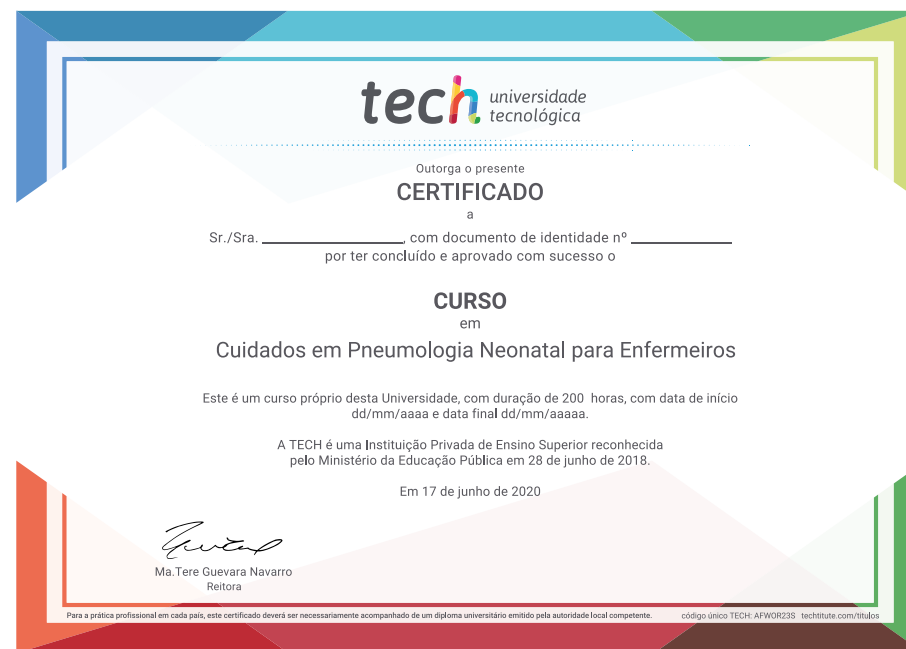 tech universidade
tecnológica
Outorga o presente
CERTIFICADO
a
Sr./Sra. ____________________, com documento de identidade nº ______________
por ter concluído e aprovado com sucesso o
CURSO
em
Cuidados em Pneumologia Neonatal para Enfermeiros
Este é um curso próprio desta Universidade, com duração de 200 horas, com data de início
dd/mm/aaaa e data final dd/mm/aaaaa.
A TECH é uma Instituição Privada de Ensino Superior reconhecida
pelo Ministério da Educação Pública em 28 de junho de 2018.
Em 17 de junho de 2020
Ma.Tere Guevara Navarro
Reitora
Para a prática profissional em cada país, este certificado deverá ser necessariamente acompanhado de um diploma universitário emitido pela autoridade local competente. código único TECH: AFWOR23S techtitute.com/titulos